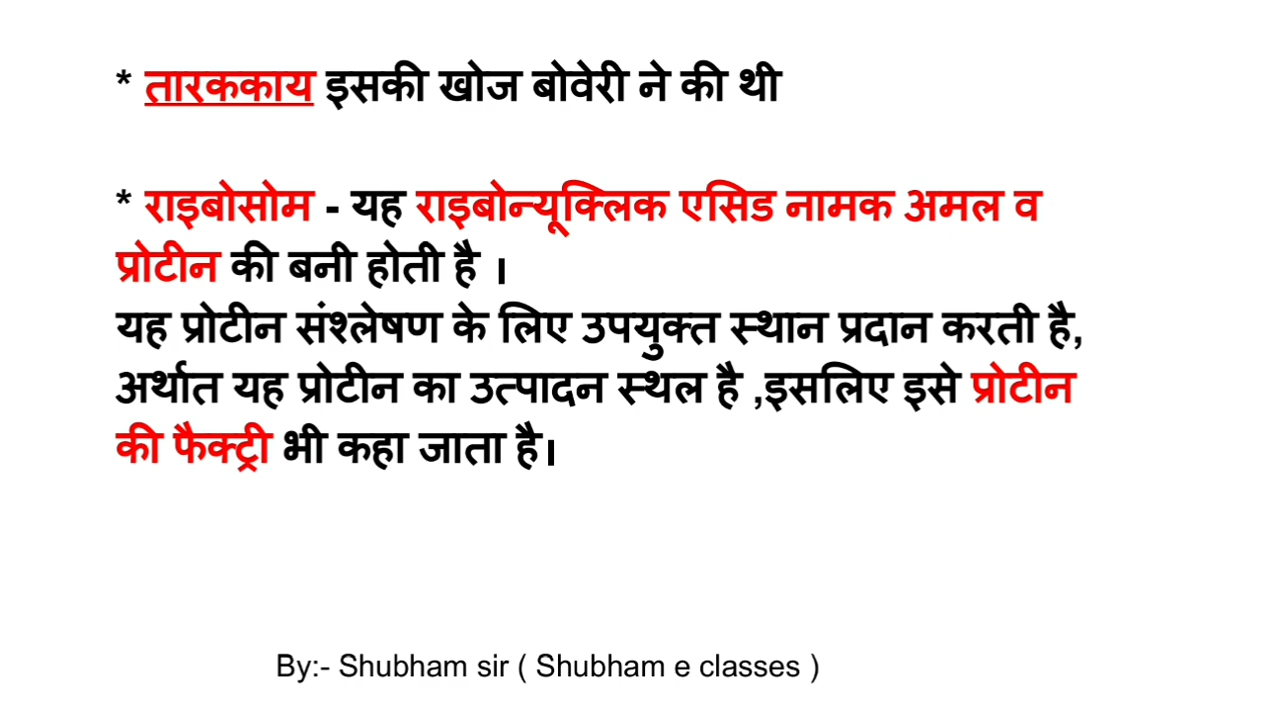 * तारककाय इसकी खोज बोवेरी ने की थी
* राइबोसोम - यह राइबोन्यूक्लिक एसिड नामक अमल व
प्रोटीन की बनी होती है ।
यह प्रोटीन संश्लेषण के लिए उपयुक्त स्थान प्रदान करती है,
अर्थात यह प्रोटीन का उत्पादन स्थल है ,इसलिए इसे प्रोटीन
की फैक्ट्री भी कहा जाता है।
By:- Shubham sir ( Shubham e classes )